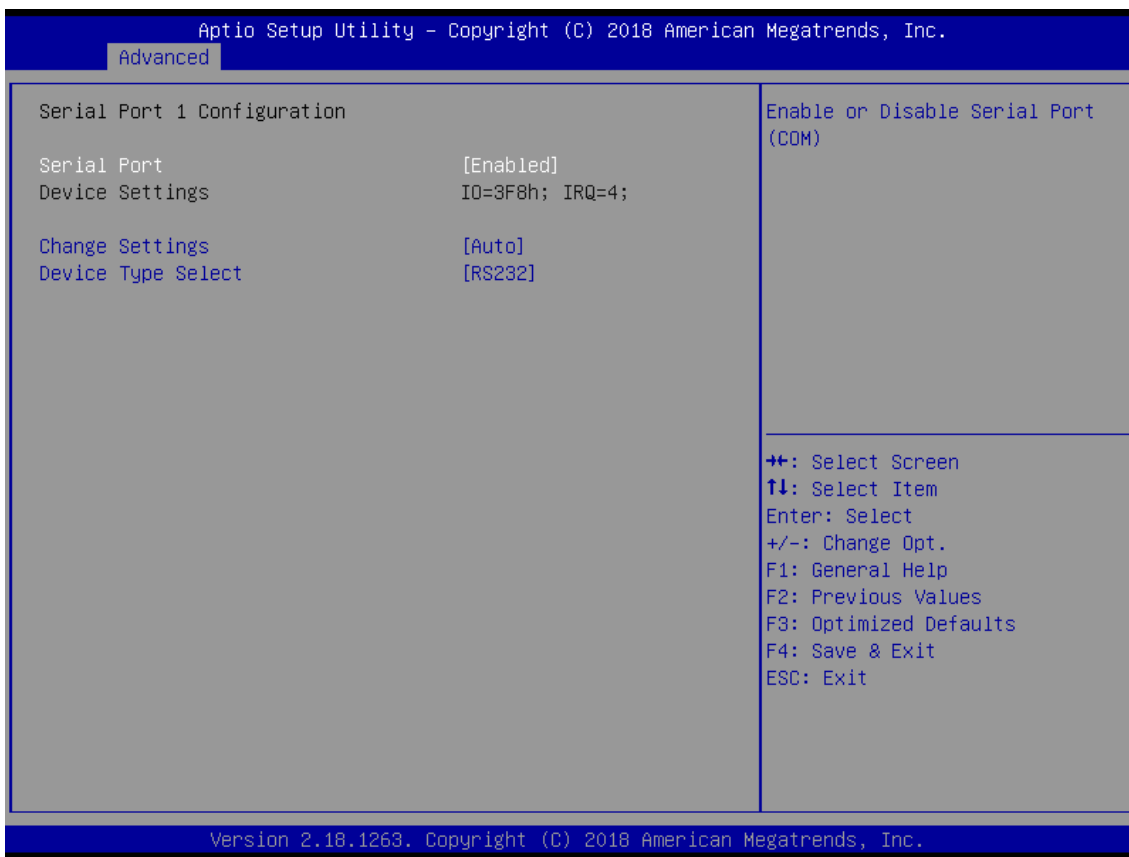 Aptio Setup Utility – Copyright (C) 2018 American Megatrends, Inc.
Advanced
Serial Port 1 Configuration
Serial Port [Enabled]
Device Settings IO=3F8h; IRQ=4;
Change Settings [Auto]
Device Type Select [RS232]
Enable or Disable Serial Port
(COM)
→←: Select Screen
↑↓: Select Item
Enter: Select
+/-: Change Opt.
F1: General Help
F2: Previous Values
F3: Optimized Defaults
F4: Save & Exit
ESC: Exit
Version 2.18.1263. Copyright (C) 2018 American Megatrends, Inc.